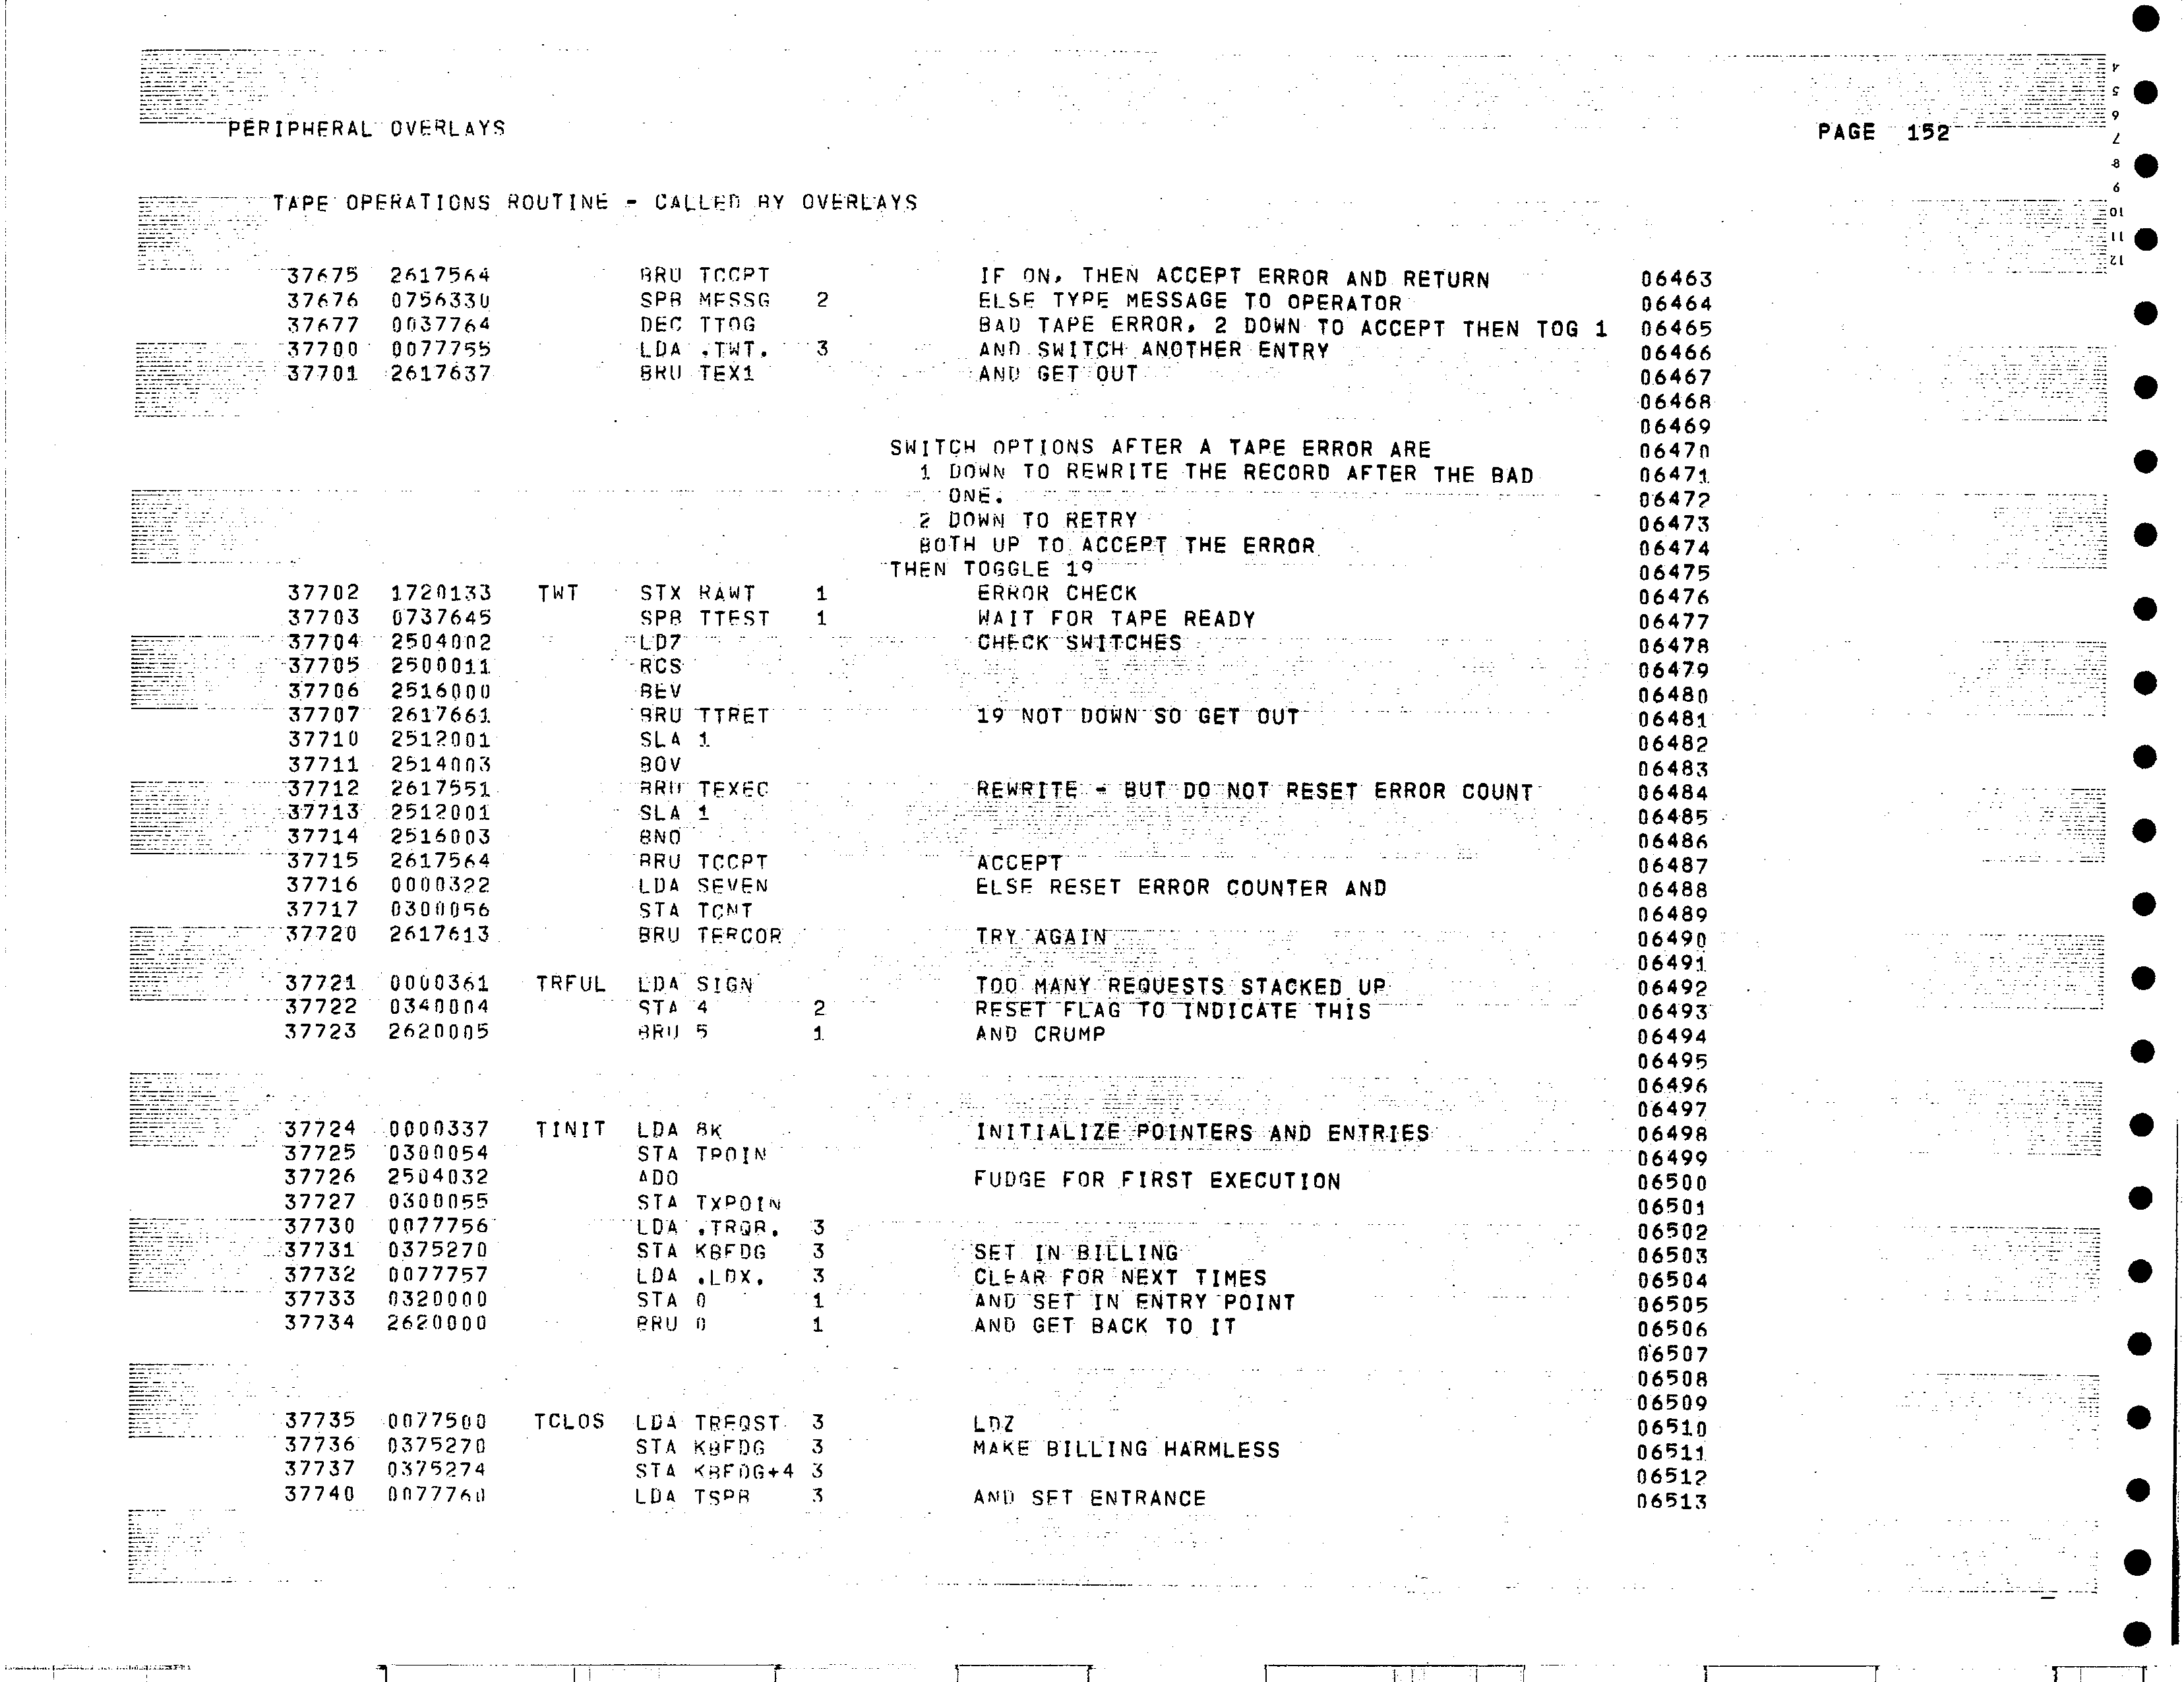 PERIPHERAL OVERLAYS PAGE 152
TAPE OPERATIONS ROUTINE - CALLED BY OVERLAYS
37675 2617564 BRU TCCPT IF ON, THEN ACCEPT ERROR AND RETURN 06463
37676 0756330 SPB MESSG 2 ELSE TYPE MESSAGE TO OPERATOR 06464
37677 0037764 DEC TTOG BAD TAPE ERROR, 2 DOWN TO ACCEPT THEN TOG 1 06465
37700 0077755 LDA .TWT. 3 AND SWITCH ANOTHER ENTRY 06466
37701 2617637 BRU TEX1 AND GET OUT 06467
06468
06469
SWITCH OPTIONS AFTER A TAPE ERROR ARE 06470
1 DOWN TO REWRITE THE RECORD AFTER THE BAD 06471
ONE. 06472
2 DOWN TO RETRY 06473
BOTH UP TO ACCEPT THE ERROR 06474
THEN TOGGLE 19 06475
37702 1720133 TWT STX RAWT 1 ERROR CHECK 06476
37703 0737645 SPB TTEST 1 WAIT FOR TAPE READY 06477
37704 2504002 LDZ CHECK SWITCHES 06478
37705 2500011 RCS 06479
37706 2516000 BEV 06480
37707 2617661 BRU TTRET 19 NOT DOWN SO GET OUT 06481
37710 2512001 SLA 1 06482
37711 2514003 BOV 06483
37712 2617551 BRU TEXEC REWRITE - BUT DO NOT RESET ERROR COUNT 06484
37713 2512001 SLA 1 06485
37714 2516003 BNO 06486
37715 2617564 BRU TCCPT ACCEPT 06487
37716 0000322 LDA SEVEN ELSE RESET ERROR COUNTER AND 06488
37717 0300056 STA TCNT 06489
37720 2617613 BRU TERCOR TRY AGAIN 06490
06491
37721 0000361 TRFUL LDA SIGN TOO MANY REQUESTS STACKED UP 06492
37722 0340004 STA 4 2 RESET FLAG TO INDICATE THIS 06493
37723 2620005 BRU 5 1 AND CRUMP 06494
06495
06496
06497
37724 0000337 TINIT LDA 8K INITIALIZE POINTERS AND ENTRIES 06498
37725 0300054 STA TPOIN 06499
37726 2504032 ADO FUDGE FOR FIRST EXECUTION 06500
37727 0300055 STA TXPOIN 06501
37730 0077756 LDA .TRQR. 3 06502
37731 0375270 STA KBFDG 3 SET IN BILLING 06503
37732 0077757 LDA .LDX. 3 CLEAR FOR NEXT TIMES 06504
37733 0320000 STA 0 1 AND SET IN ENTRY POINT 06505
37734 2620000 BRU 0 1 AND GET BACK TO IT 06506
06507
06508
06509
37735 0077500 TCLOS LDA TREQST 3 LDZ 06510
37736 0375270 STA KBFDG 3 MAKE BILLING HARMLESS 06511
37737 0375274 STA KBFDG+4 3 06512
37740 0077760 LDA TSPB 3 AND SET ENTRANCE 06513
4
5
6
7
8
9
10
11
12